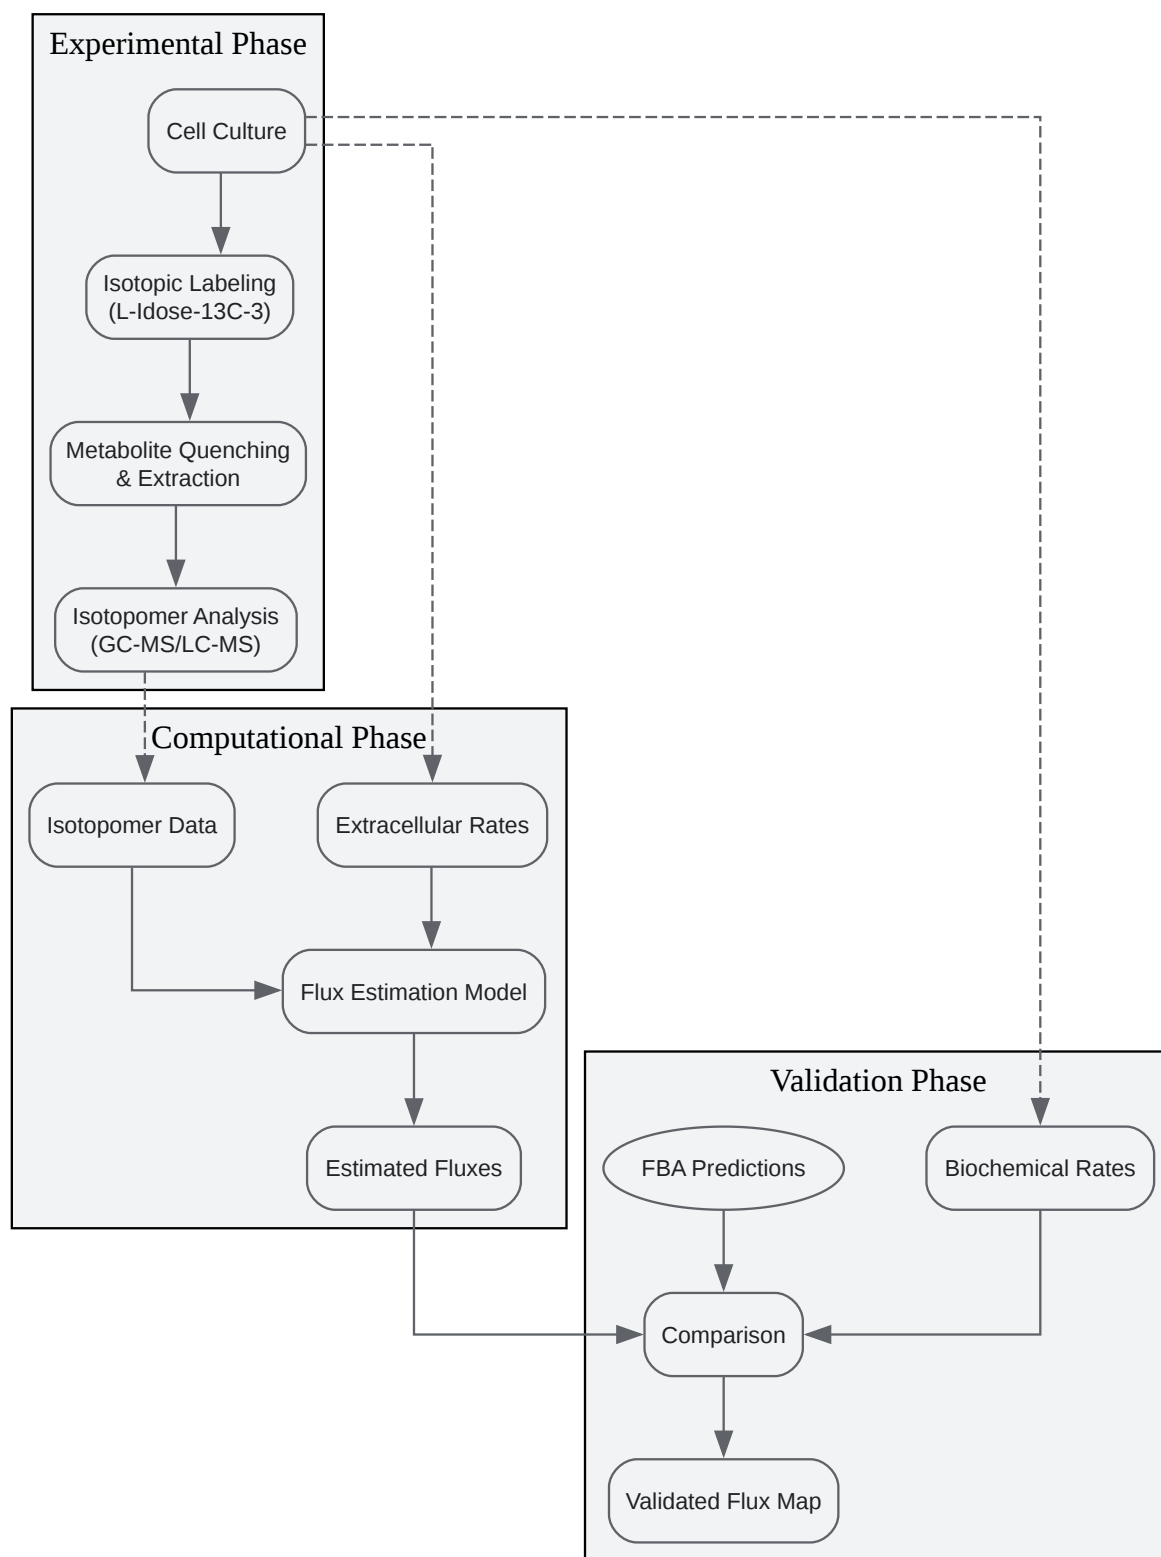 Experimental Phase
Cell Culture
Isotopic Labeling
(L-Idose-13C-3)
Metabolite Quenching
& Extraction
Isotopomer Analysis
(GC-MS/LC-MS)
Computational Phase
Isotopomer Data
Extracellular Rates
Flux Estimation Model
Estimated Fluxes
Validation Phase
FBA Predictions
Biochemical Rates
Comparison
Validated Flux Map